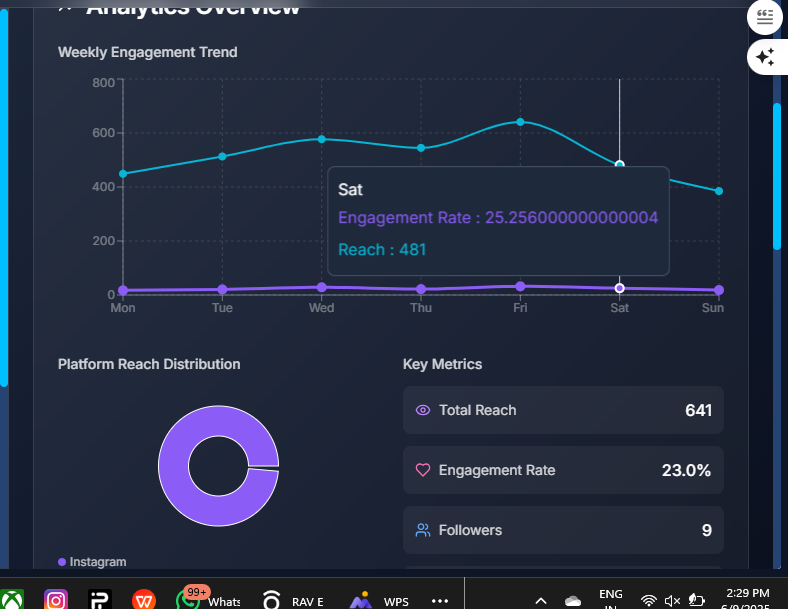 Analytics Overview
Weekly Engagement Trend
800
600
400
200
0
Mon Tue Wed Thu Fri Sat Sun
Sat
Engagement Rate : 25.256000000000004
Reach : 481
Platform Reach Distribution
Instagram
Key Metrics
Total Reach 641
Engagement Rate 23.0%
Followers 9
99+
Whats
RAV E
WPS
ENG
IN
2:29 PM
6/9/2025